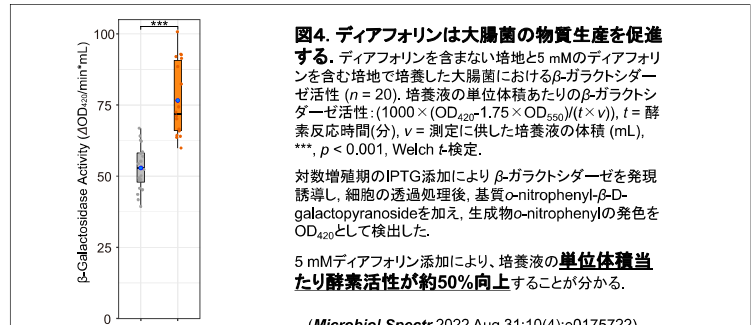 ***
100
75
50
25
0
β-Galactosidase Activity (ΔOD₄₂₀/min*mL)
図4. ディアフォリンは大腸菌の物質生産を促進
する. ディアフォリンを含まない培地と5 mMのディアフォリ
ンを含む培地で培養した大腸菌におけるβ-ガラクトシダー
ゼ活性 (n = 20). 培養液の単位体積あたりのβ-ガラクトシ
ダーゼ活性: (1000×(OD₄₂₀-1.75×OD₅₅₀)/(t×v)), t = 酵
素反応時間(分), v = 測定に供した培養液の体積 (mL),
***, p < 0.001, Welch t-検定.
対数増殖期のIPTG添加により β-ガラクトシダーゼを発現
誘導し, 細胞の透過処理後, 基質o-nitrophenyl-β-D-
galactopyranosideを加え, 生成物o-nitrophenylの発色を
OD₄₂₀として検出した.
5 mMディアフォリン添加により、培養液の単位体積当
たり酵素活性が約50%向上することが分かる.
(Microbiol Spectr 2022 Aug 31;10(4):e0175722)